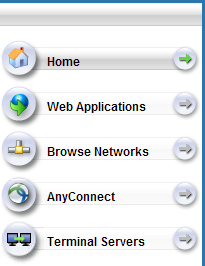 Home
Web Applications
Browse Networks
AnyConnect
Terminal Servers